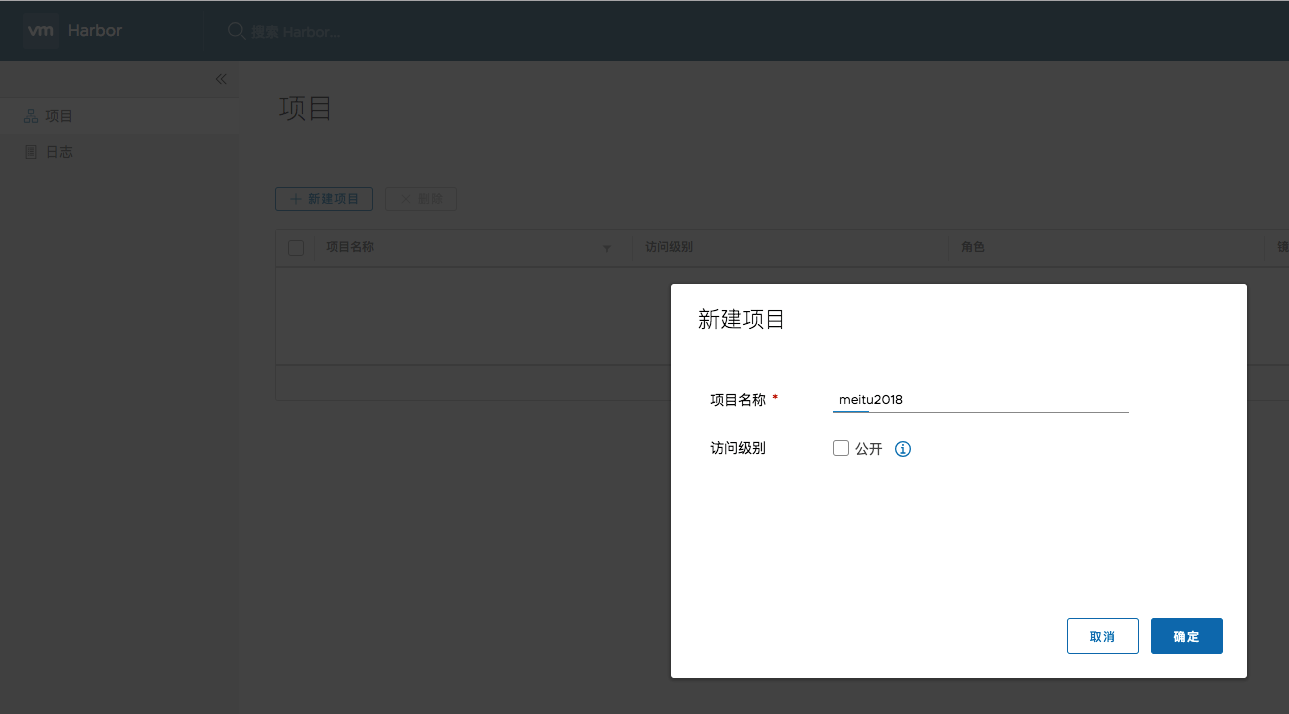 vm Harbor 搜索 Harbor...
项目
项目
日志
新建项目 删除
项目名称 访问级别 角色 镜
新建项目
项目名称 * meitu2018
访问级别 公开
取消 确定